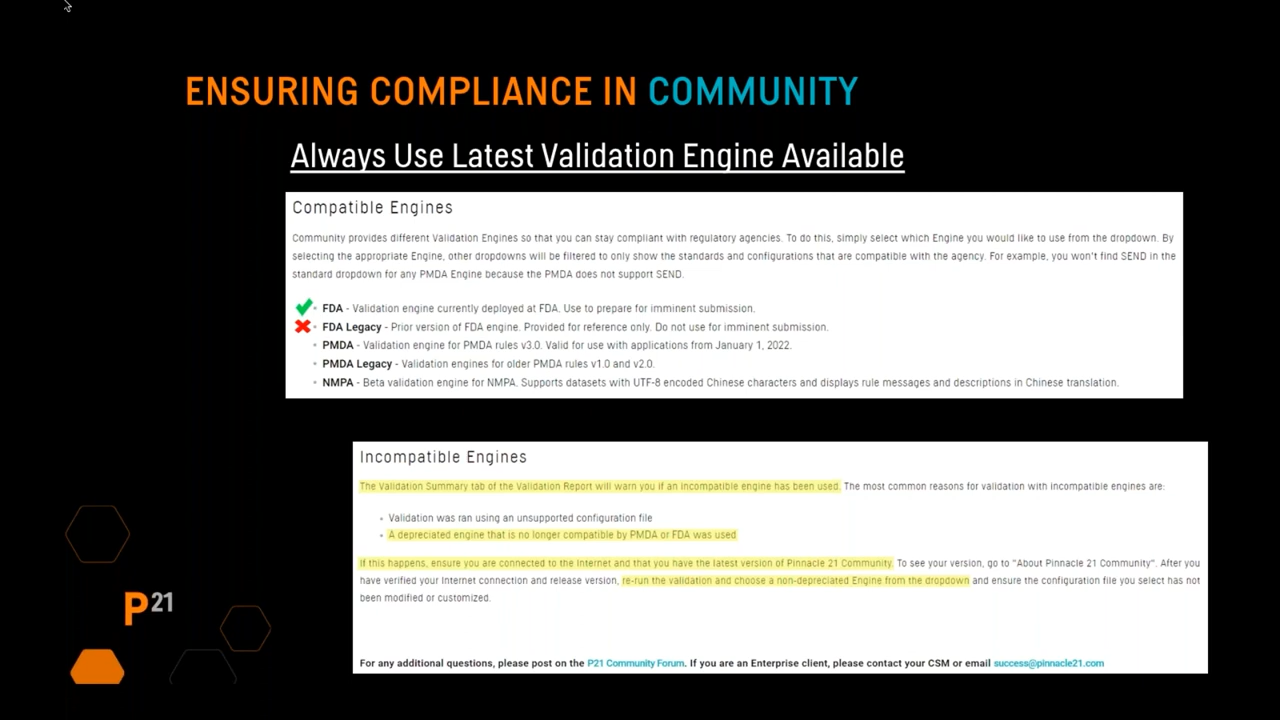 ENSURING COMPLIANCE IN COMMUNITY
Always Use Latest Validation Engine Available
Compatible Engines
Community provides different Validation Engines so that you can stay compliant with regulatory agencies. To do this, simply select which Engine you would like to use from the dropdown. By
selecting the appropriate Engine, other dropdowns will be filtered to only show the standards and configurations that are compatible with the agency. For example, you won't find SEND in the
standard dropdown for any PMDA Engine because the PMDA does not support SEND.
FDA - Validation engine currently deployed at FDA. Use to prepare for imminent submission.
FDA Legacy - Prior version of FDA engine. Provided for reference only. Do not use for imminent submission.
PMDA - Validation engine for PMDA rules v3.0. Valid for use with applications from January 1, 2022.
PMDA Legacy - Validation engines for older PMDA rules v1.0 and v2.0.
NMPA - Beta validation engine for NMPA. Supports datasets with UTF-8 encoded Chinese characters and displays rule messages and descriptions in Chinese translation.
Incompatible Engines
The Validation Summary tab of the Validation Report will warn you if an incompatible engine has been used. The most common reasons for validation with incompatible engines are:
Validation was ran using an unsupported configuration file
A depreciated engine that is no longer compatible by PMDA or FDA was used
If this happens, ensure you are connected to the Internet and that you have the latest version of Pinnacle 21 Community. To see your version, go to "About Pinnacle 21 Community". After you
have verified your Internet connection and release version, re-run the validation and choose a non-depreciated Engine from the dropdown and ensure the configuration file you select has not
been modified or customized.
For any additional questions, please post on the P21 Community Forum. If you are an Enterprise client, please contact your CSM or email success@pinnacle21.com
P21